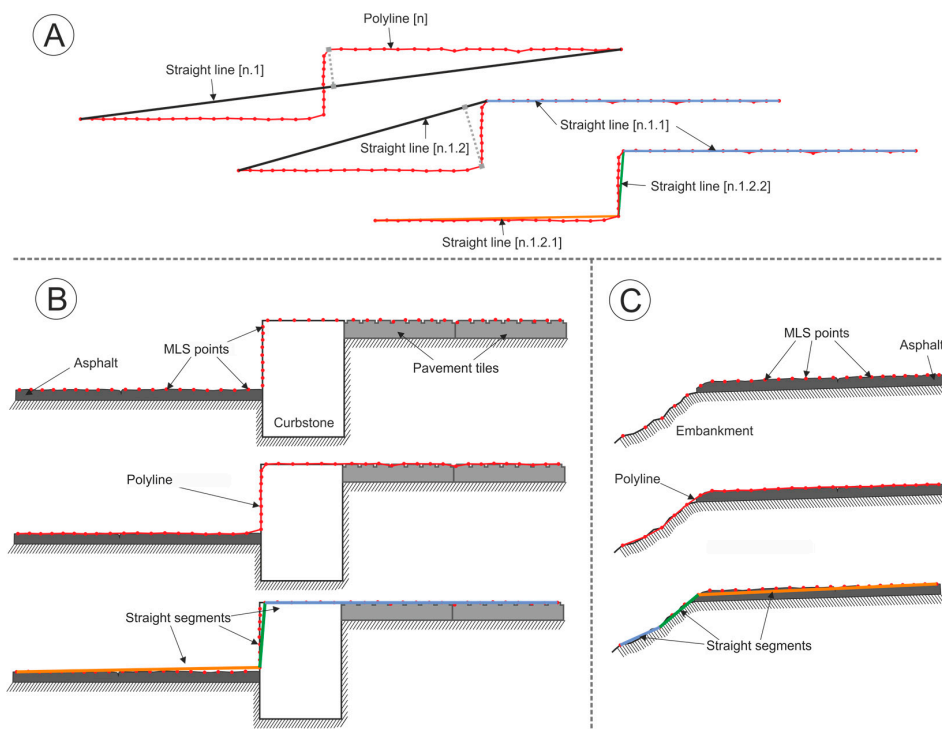 A
Polyline [n]
Straight line [n.1]
Straight line [n.1.1]
Straight line [n.1.2]
Straight line [n.1.2.2]
Straight line [n.1.2.1]
B
MLS points
Asphalt
Pavement tiles
Curbstone
Polyline
Straight segments
C
MLS points
Asphalt
Embankment
Polyline
Straight segments